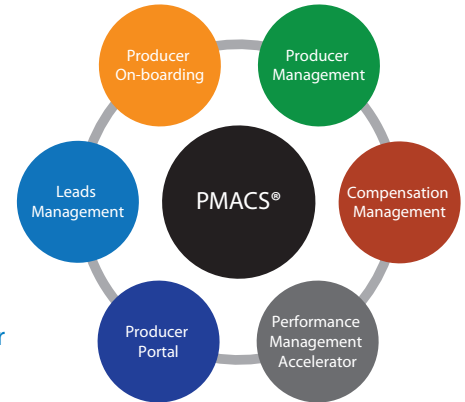 Producer
On-boarding
Producer
Management
Leads
Management
PMACS®
Compensation
Management
Producer
Portal
Performance
Management
Accelerator
r